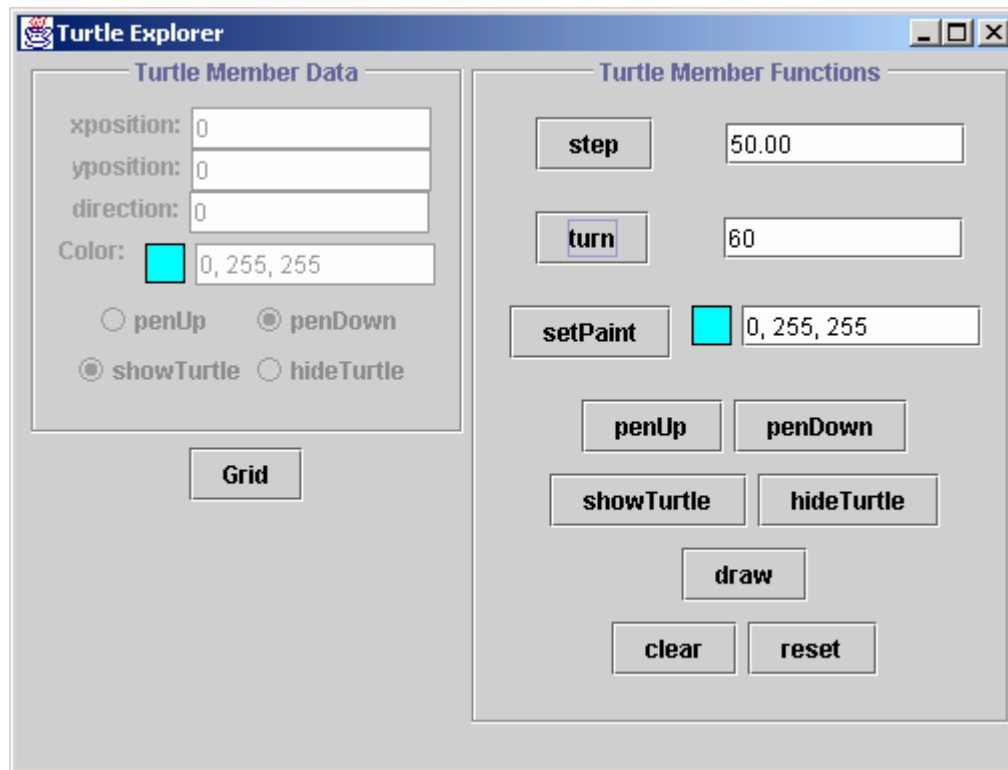 Turtle Explorer
Turtle Member Data
xposition: 0
yposition: 0
direction: 0
Color: 0, 255, 255
penUp penDown
showTurtle hideTurtle
Grid
Turtle Member Functions
step 50.00
turn 60
setPaint 0, 255, 255
penUp penDown
showTurtle hideTurtle
draw
clear reset